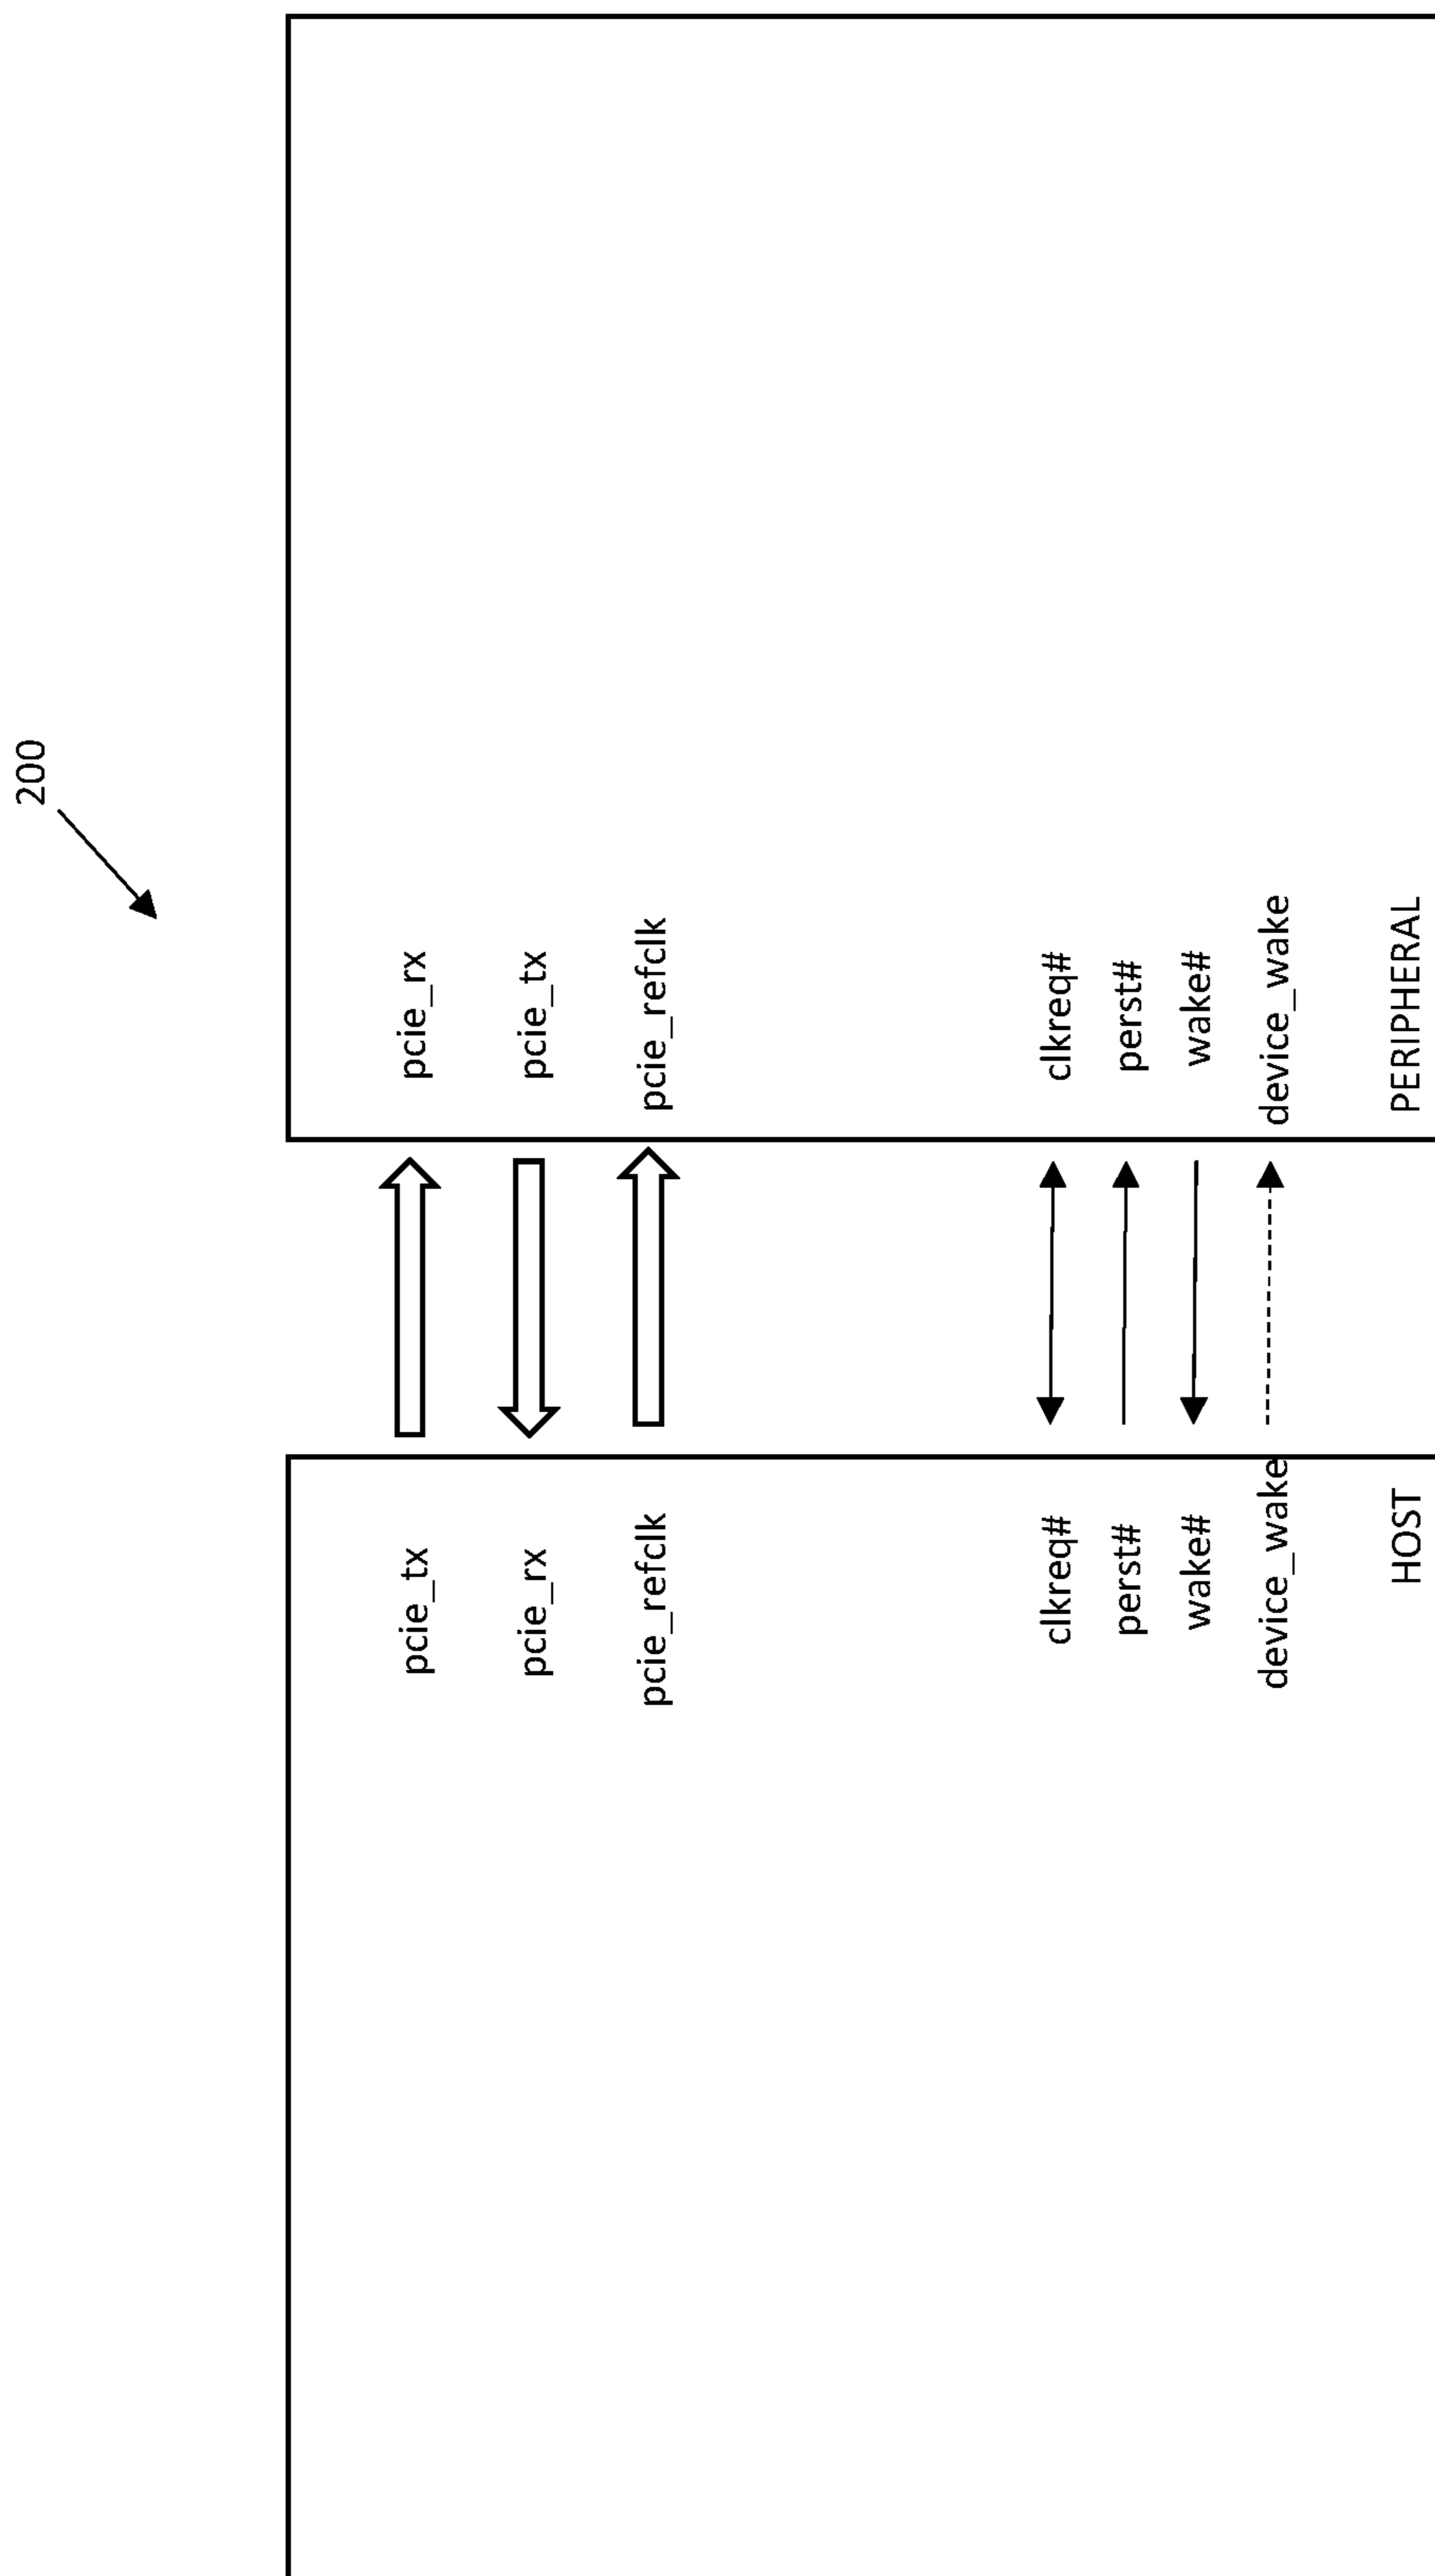 200
pcie_tx
pcie_rx
pcie_rx
pcie_tx
pcie_refclk
pcie_refclk
clkreq#
clkreq#
perst#
perst#
wake#
wake#
device_wake
device_wake
HOST
PERIPHERAL